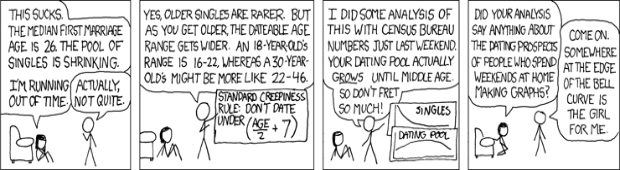 THIS SUCKS.
THE MEDIAN FIRST MARRIAGE
AGE IS 26. THE POOL OF
SINGLES IS SHRINKING.
I'M RUNNING
OUT OF TIME.
ACTUALLY,
NOT QUITE.
YES, OLDER SINGLES ARE RARER. BUT
AS YOU GET OLDER, THE DATEABLE AGE
RANGE GETS WIDER. AN 18-YEAR-OLD'S
RANGE IS 16-22, WHEREAS A 30-YEAR-
OLD'S MIGHT BE MORE LIKE 22-46.
STANDARD CREEPINESS
RULE: DON'T DATE
UNDER (AGE/2 + 7)
I DID SOME ANALYSIS OF
THIS WITH CENSUS BUREAU
NUMBERS JUST LAST WEEKEND.
YOUR DATING POOL ACTUALLY
GROWS UNTIL MIDDLE AGE.
SO DON'T FRET
SO MUCH!
SINGLES
DATING POOL
DID YOUR ANALYSIS
SAY ANYTHING ABOUT
THE DATING PROSPECTS
OF PEOPLE WHO SPEND
WEEKENDS AT HOME
MAKING GRAPHS?
COME ON.
SOMEWHERE
AT THE EDGE
OF THE BELL
CURVE IS
THE GIRL
FOR ME.